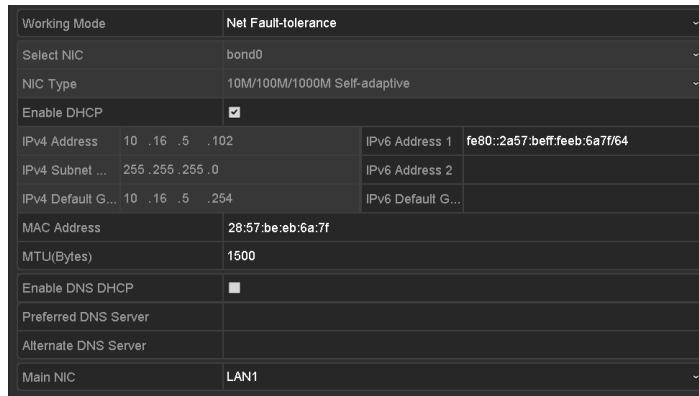 Working Mode Net Fault-tolerance
Select NIC bond0
NIC Type 10M/100M/1000M Self-adaptive
Enable DHCP
IPv4 Address 10 .16 .5 .102 IPv6 Address 1 fe80::2a57:beff:feeb:6a7f/64
IPv4 Subnet ... 255.255.255.0 IPv6 Address 2
IPv4 Default G... 10 .16 .5 .254 IPv6 Default G...
MAC Address 28:57:be:eb:6a:7f
MTU(Bytes) 1500
Enable DNS DHCP
Preferred DNS Server
Alternate DNS Server
Main NIC LAN1